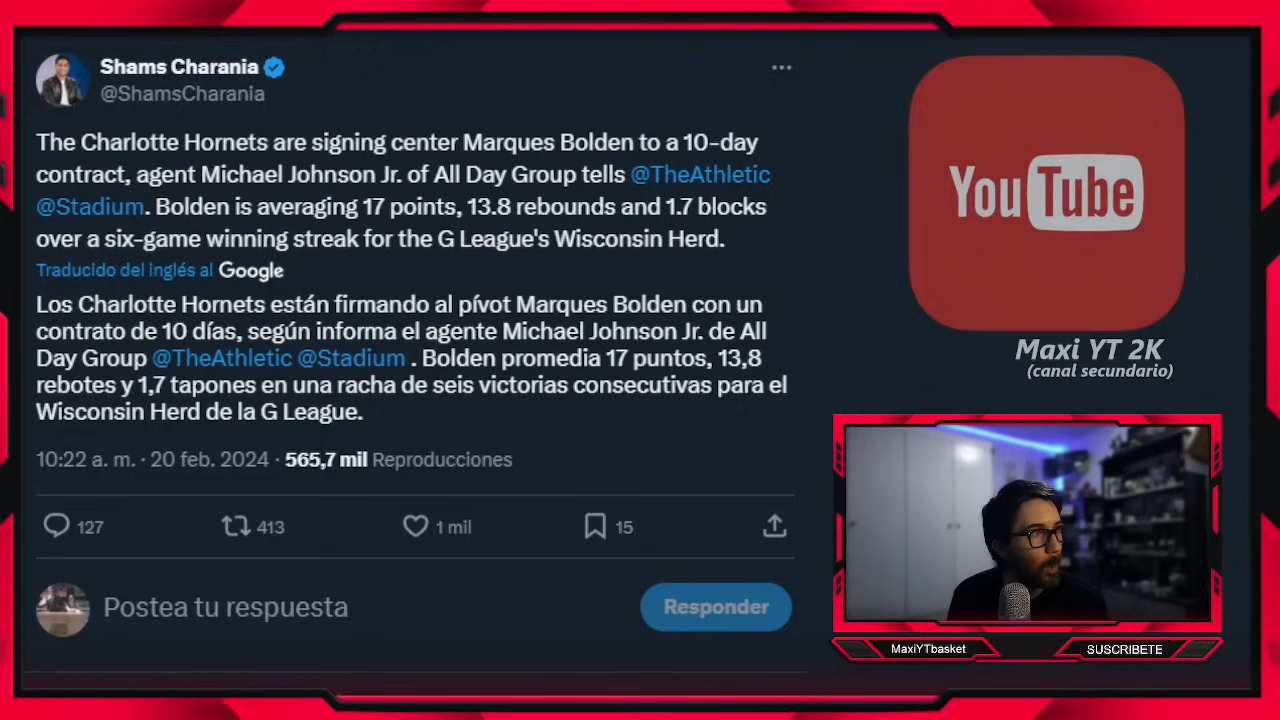 Shams Charania
@ShamsCharania
The Charlotte Hornets are signing center Marques Bolden to a 10-day
contract, agent Michael Johnson Jr. of All Day Group tells @TheAthletic
@Stadium. Bolden is averaging 17 points, 13.8 rebounds and 1.7 blocks
over a six-game winning streak for the G League's Wisconsin Herd.
Traducido del inglés al Google
Los Charlotte Hornets están firmando al pívot Marques Bolden con un
contrato de 10 días, según informa el agente Michael Johnson Jr. de All
Day Group @TheAthletic @Stadium . Bolden promedia 17 puntos, 13,8
rebotes y 1,7 tapones en una racha de seis victorias consecutivas para el
Wisconsin Herd de la G League.
10:22 a. m. · 20 feb. 2024 · 565,7 mil Reproducciones
127 413 1 mil 15
Postea tu respuesta
Responder
YouTube
Maxi YT 2K
(canal secundario)
MaxiYTbasket
SUSCRIBETE